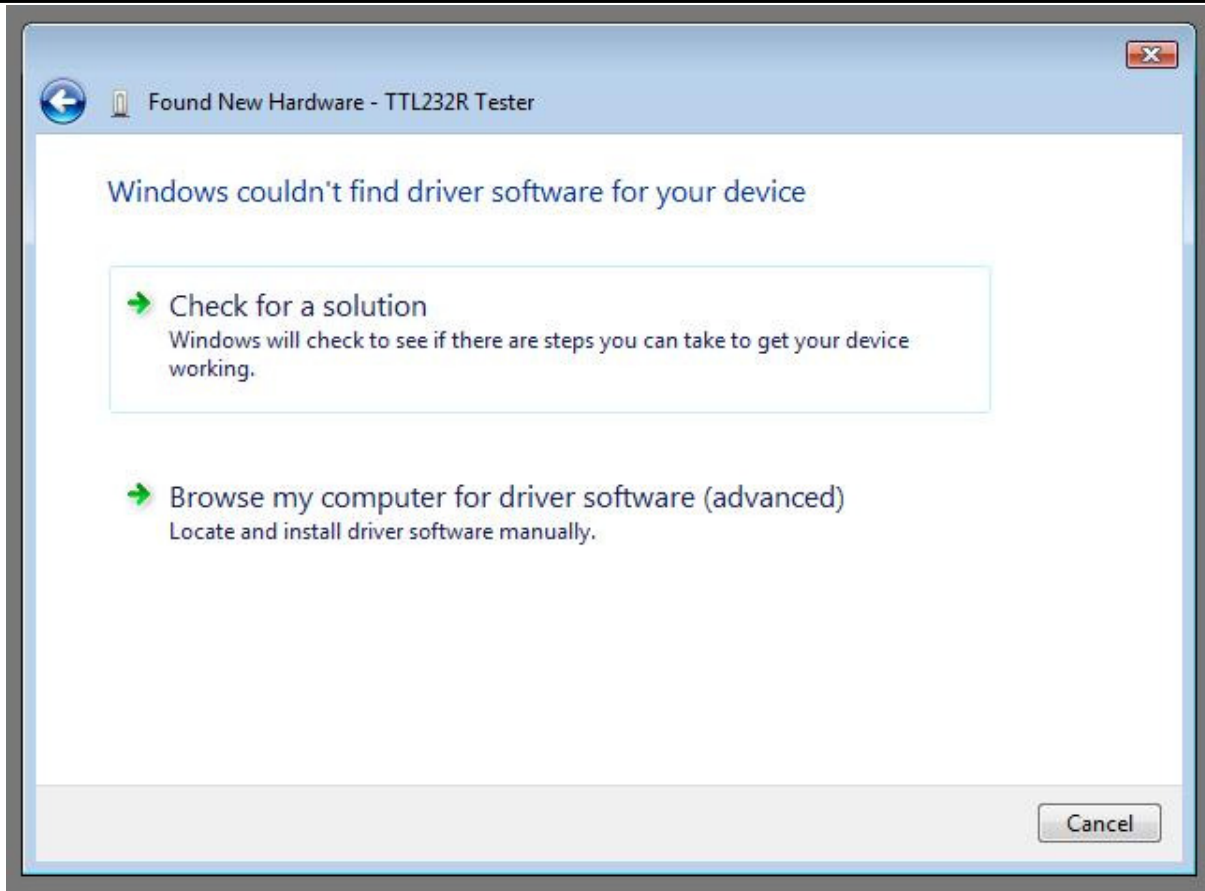 Found New Hardware - TTL232R Tester
Windows couldn't find driver software for your device
Check for a solution
Windows will check to see if there are steps you can take to get your device
working.
Browse my computer for driver software (advanced)
Locate and install driver software manually.
Cancel